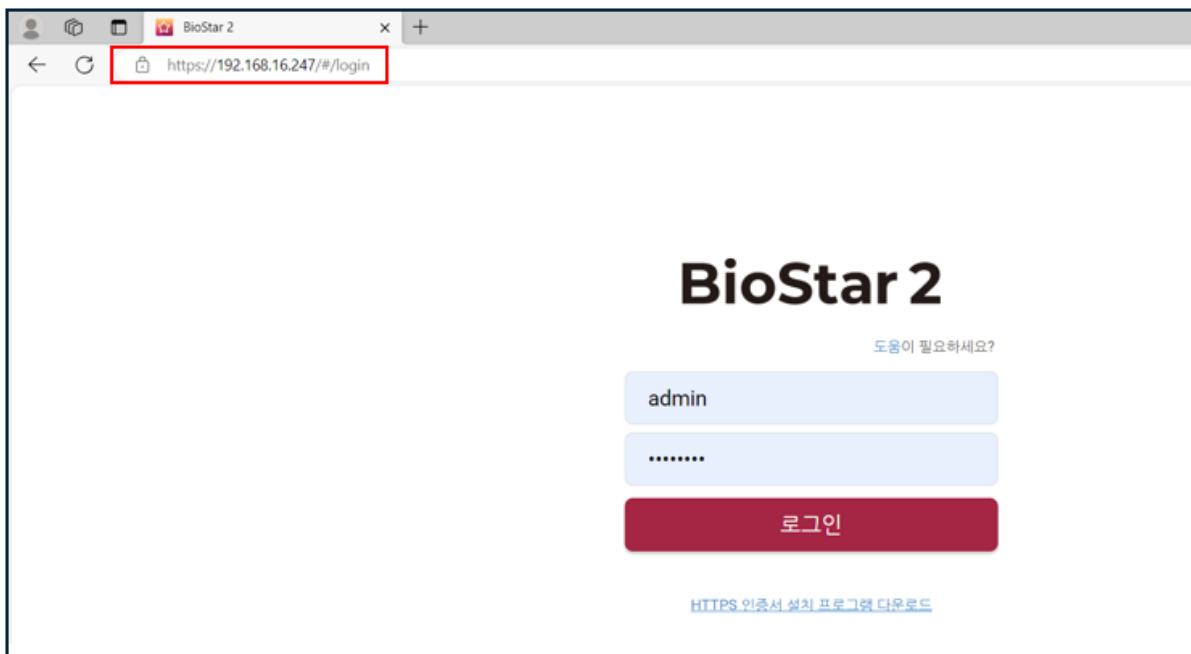 BioStar 2
https://192.168.16.247/#/login
BioStar 2
도움이 필요하세요?
admin
••••••••
로그인
HTTPS 인증서 설치 프로그램 다운로드